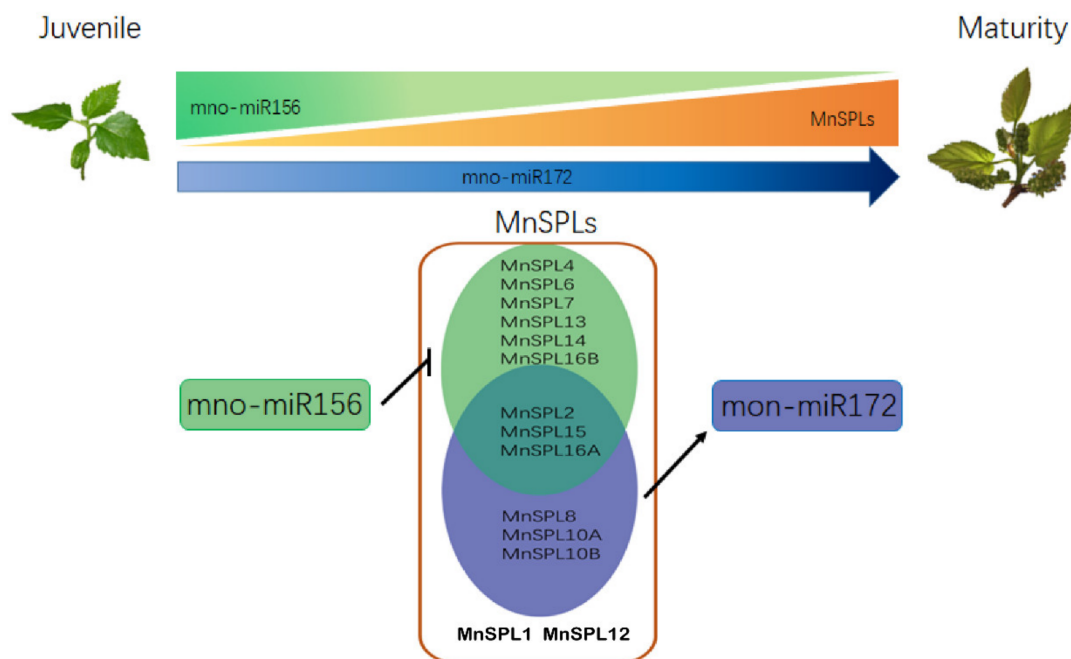 Juvenile
Maturity
mno-miR156
MnSPLs
mno-miR172
MnSPLs
MnSPL4
MnSPL6
MnSPL7
MnSPL13
MnSPL14
MnSPL16B
mno-miR156
MnSPL2
MnSPL15
MnSPL16A
mon-miR172
MnSPL8
MnSPL10A
MnSPL10B
MnSPL1 MnSPL12